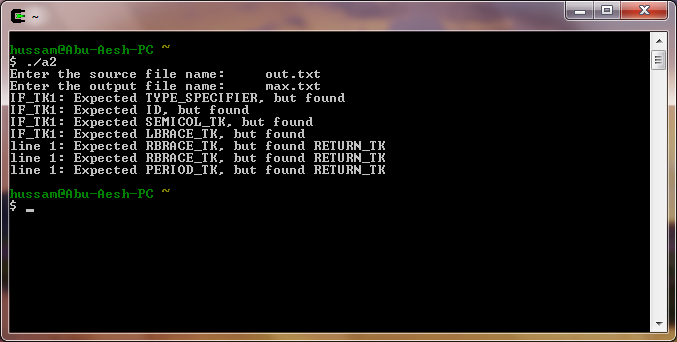 ~
hussam@Abu-Aesh-PC ~
$ ./a2
Enter the source file name:     out.txt
Enter the output file name:     max.txt
IF_TK1: Expected TYPE_SPECIFIER, but found
IF_TK1: Expected ID, but found
IF_TK1: Expected SEMICOL_TK, but found
IF_TK1: Expected LBRACE_TK, but found
line 1: Expected RBRACE_TK, but found RETURN_TK
line 1: Expected RBRACE_TK, but found RETURN_TK
line 1: Expected PERIOD_TK, but found RETURN_TK
hussam@Abu-Aesh-PC ~
$